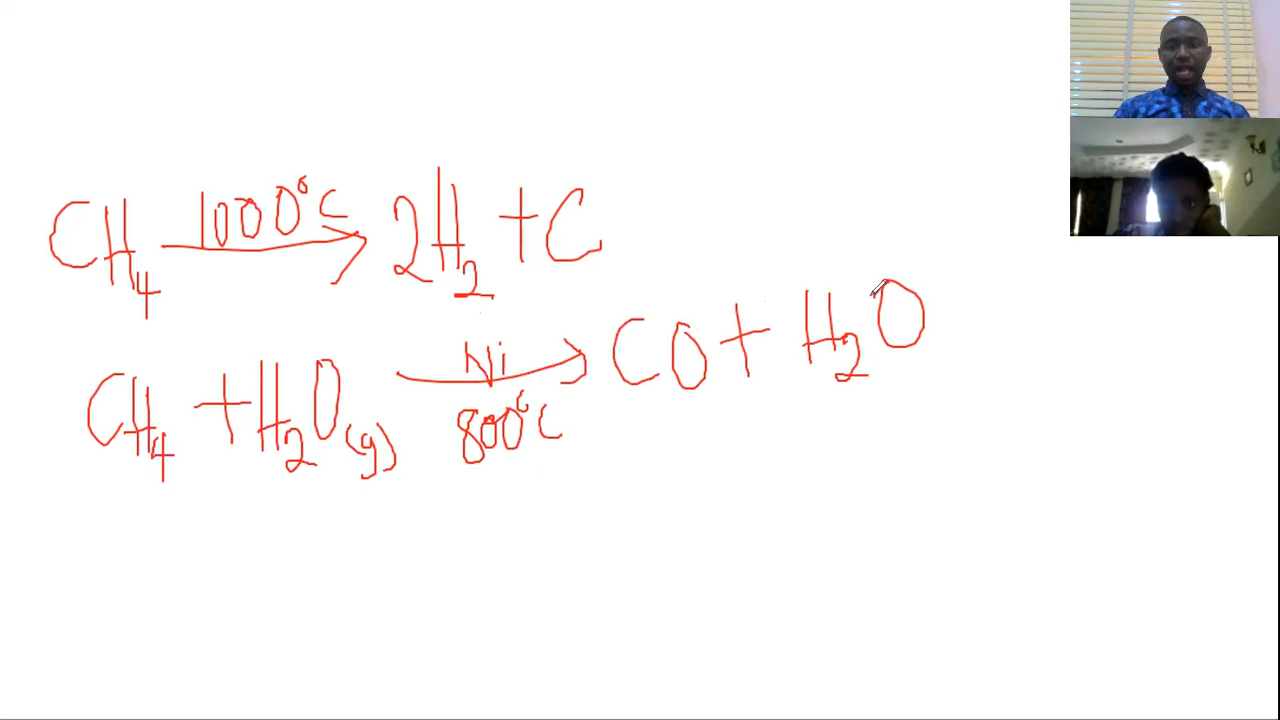 CH₄ 1000°C → 2H₂ + C
CH₄ + H₂O(g) Ni 800°C → CO + H₂O